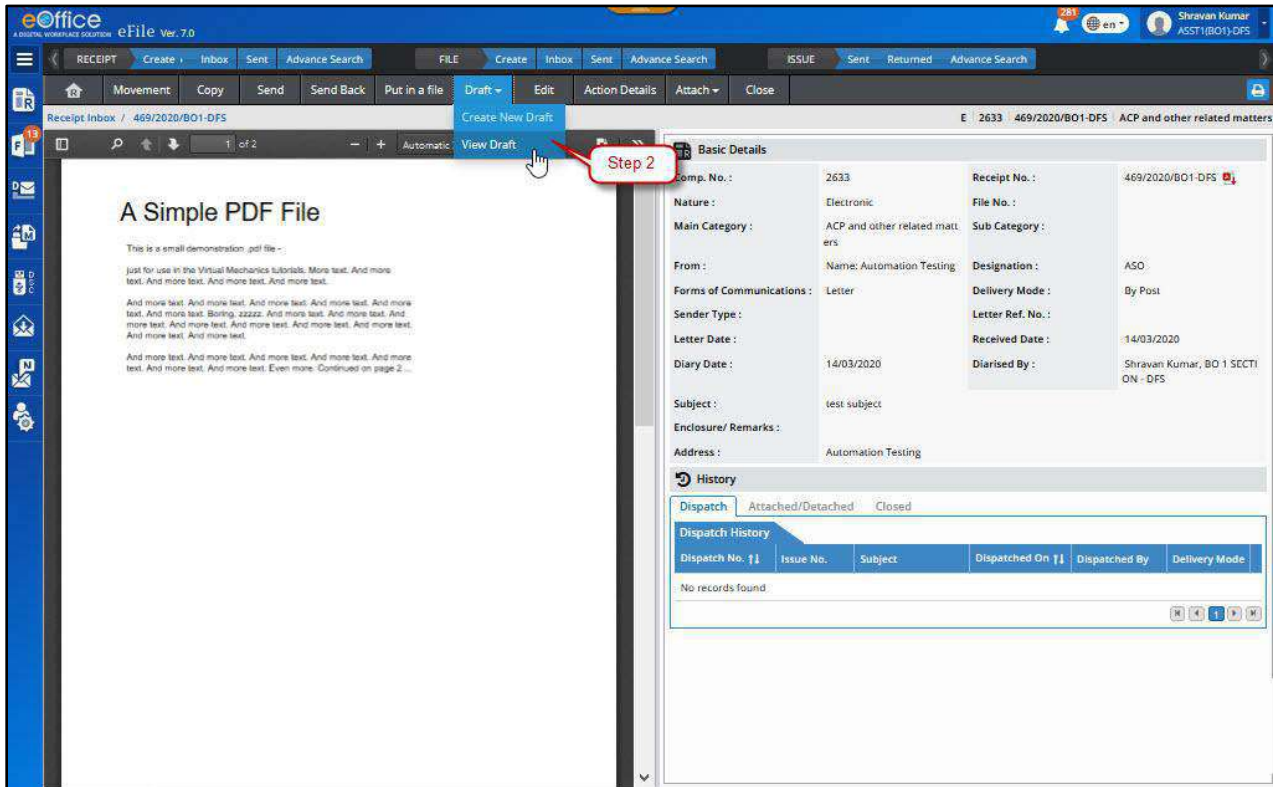 eOffice
A DIGITAL WORKPLACE SOLUTION eFile Ver. 7.0
281
en
Shravan Kumar
ASST1(BO1)-DFS
RECEIPT Create Inbox Sent Advance Search FILE Create Inbox Sent Advance Search ISSUE Sent Returned Advance Search
R Movement Copy Send Send Back Put in a file Draft Edit Action Details Attach Close
Receipt Inbox / 469/2020/BO1-DFS
Create New Draft
View Draft
E 2633 469/2020/BO1-DFS ACP and other related matters
13
1 of 2 - + Automatic
Step 2
A Simple PDF File
This is a small demonstration .pdf file -
just for use in the Virtual Mechanics tutorials. More text. And more
text. And more text. And more text. And more text.
And more text. And more text. And more text. And more text. And more
text. And more text. Boring, zzzzz. And more text. And more text. And
more text. And more text. And more text. And more text. And more text.
And more text. And more text.
And more text. And more text. And more text. And more text. And more
text. And more text. And more text. Even more. Continued on page 2 ...
Basic Details
Comp. No. : 2633 Receipt No. : 469/2020/BO1-DFS
Nature : Electronic File No. :
Main Category : ACP and other related matt Sub Category :
ers
From : Name: Automation Testing Designation : ASO
Forms of Communications : Letter Delivery Mode : By Post
Sender Type : Letter Ref. No. :
Letter Date : Received Date : 14/03/2020
Diary Date : 14/03/2020 Diarised By : Shravan Kumar, BO 1 SECTI
ON - DFS
Subject : test subject
Enclosure/ Remarks :
Address : Automation Testing
History
Dispatch Attached/Detached Closed
Dispatch History
Dispatch No. Issue No. Subject Dispatched On Dispatched By Delivery Mode
No records found
1